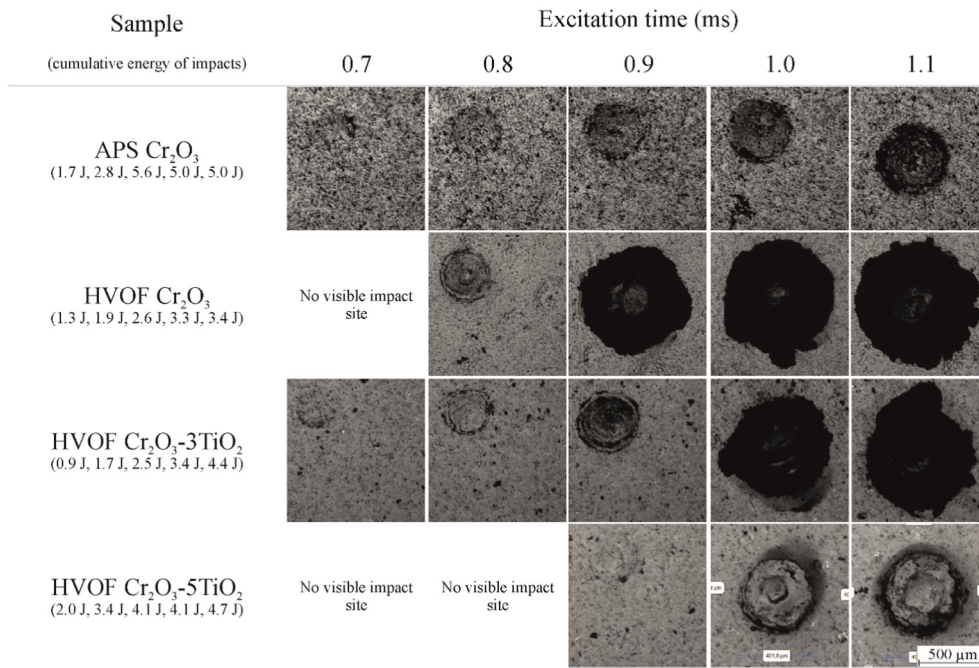 Sample
Excitation time (ms)
(cumulative energy of impacts)
0.7
0.8
0.9
1.0
1.1
APS Cr₂O₃
(1.7 J, 2.8 J, 5.6 J, 5.0 J, 5.0 J)
HVOF Cr₂O₃
(1.3 J, 1.9 J, 2.6 J, 3.3 J, 3.4 J)
No visible impact
site
HVOF Cr₂O₃-3TiO₂
(0.9 J, 1.7 J, 2.5 J, 3.4 J, 4.4 J)
HVOF Cr₂O₃-5TiO₂
(2.0 J, 3.4 J, 4.1 J, 4.1 J, 4.7 J)
No visible impact
site
No visible impact
site
500 µm